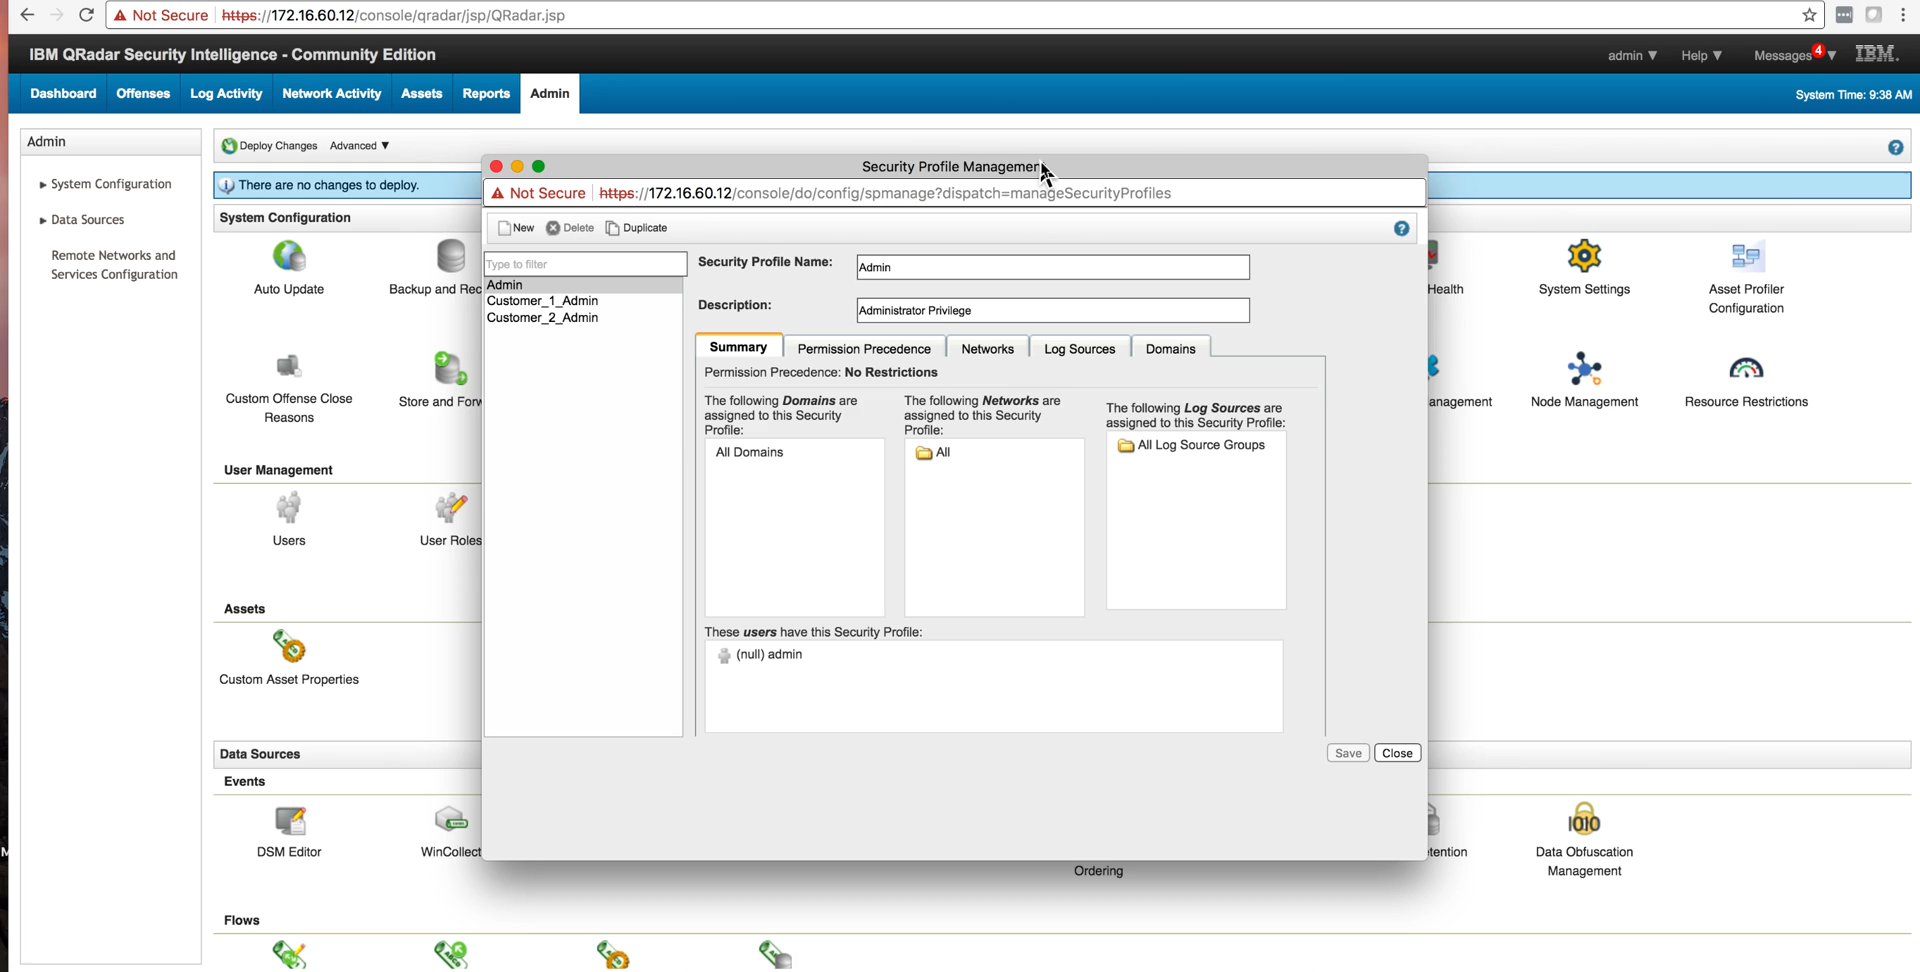 Not Secure https://172.16.60.12/console/qradar/jsp/QRadar.jsp
IBM QRadar Security Intelligence - Community Edition
admin ▼ Help ▼ Messages 4 ▼ IBM.
Dashboard Offenses Log Activity Network Activity Assets Reports Admin
System Time: 9:38 AM
Admin
System Configuration
Data Sources
Remote Networks and
Services Configuration
Deploy Changes Advanced ▼
There are no changes to deploy.
System Configuration
Auto Update
Backup and Rec
Health
System Settings
Asset Profiler
Configuration
Custom Offense Close
Reasons
Store and Forw
anagement
Node Management
Resource Restrictions
User Management
Users
User Roles
Assets
Custom Asset Properties
Data Sources
Events
DSM Editor
WinCollect
Ordering
tention
Data Obfuscation
Management
Flows
Security Profile Managemen
Not Secure https://172.16.60.12/console/do/config/spmanage?dispatch=manageSecurityProfiles
New Delete Duplicate
Type to filter
Admin
Customer_1_Admin
Customer_2_Admin
Security Profile Name: Admin
Description: Administrator Privilege
Summary Permission Precedence Networks Log Sources Domains
Permission Precedence: No Restrictions
The following Domains are
assigned to this Security
Profile:
All Domains
The following Networks are
assigned to this Security
Profile:
All
The following Log Sources are
assigned to this Security Profile:
All Log Source Groups
These users have this Security Profile:
(null) admin
Save Close